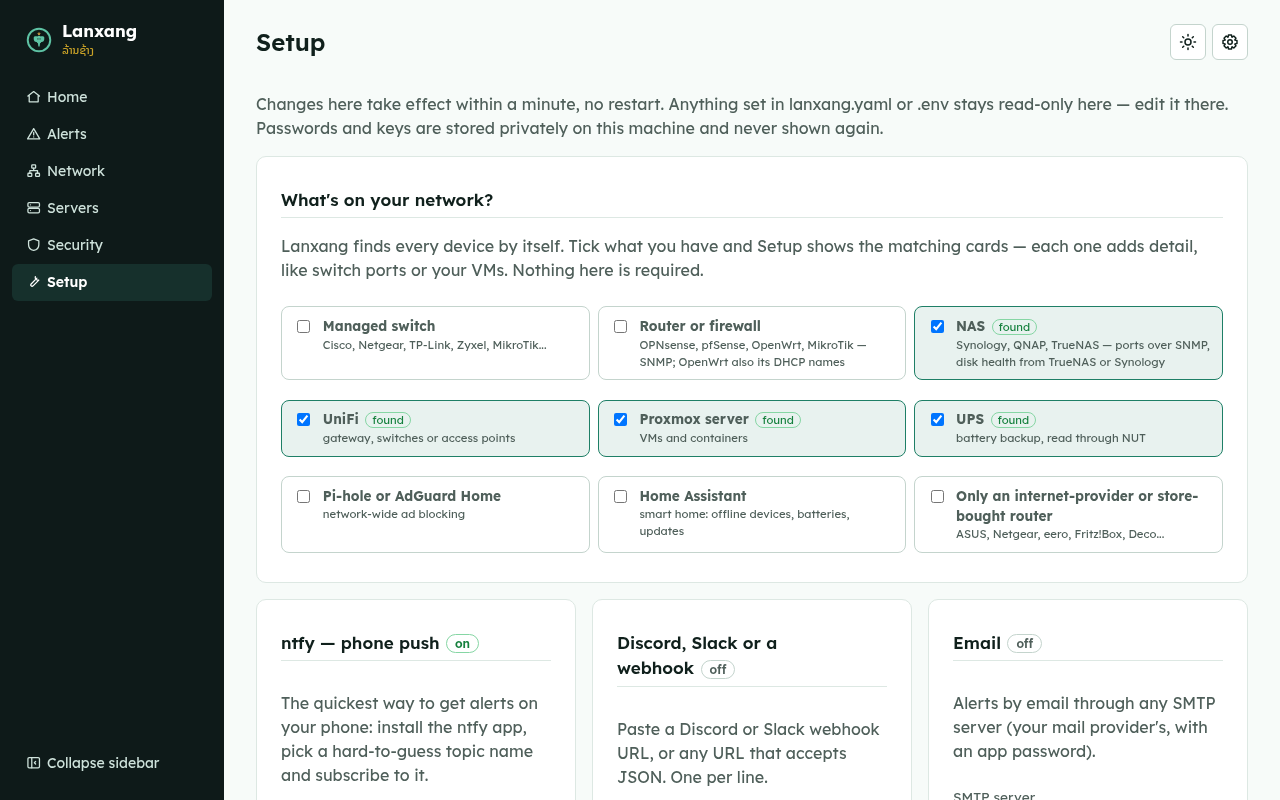 Lanxang
ລ້ານຊ້າງ
Home
Alerts
Network
Servers
Security
Setup
Collapse sidebar
Setup
Changes here take effect within a minute, no restart. Anything set in lanxang.yaml or .env stays read-only here — edit it there.
Passwords and keys are stored privately on this machine and never shown again.
What's on your network?
Lanxang finds every device by itself. Tick what you have and Setup shows the matching cards — each one adds detail,
like switch ports or your VMs. Nothing here is required.
Managed switch
Cisco, Netgear, TP-Link, Zyxel, MikroTik…
Router or firewall
OPNsense, pfSense, OpenWrt, MikroTik —
SNMP; OpenWrt also its DHCP names
NAS found
Synology, QNAP, TrueNAS — ports over SNMP,
disk health from TrueNAS or Synology
UniFi found
gateway, switches or access points
Proxmox server found
VMs and containers
UPS found
battery backup, read through NUT
Pi-hole or AdGuard Home
network-wide ad blocking
Home Assistant
smart home: offline devices, batteries,
updates
Only an internet-provider or store-
bought router
ASUS, Netgear, eero, Fritz!Box, Deco…
ntfy — phone push on
The quickest way to get alerts on
your phone: install the ntfy app,
pick a hard-to-guess topic name
and subscribe to it.
Discord, Slack or a
webhook off
Paste a Discord or Slack webhook
URL, or any URL that accepts
JSON. One per line.
Email off
Alerts by email through any SMTP
server (your mail provider's, with
an app password).
SMTP server